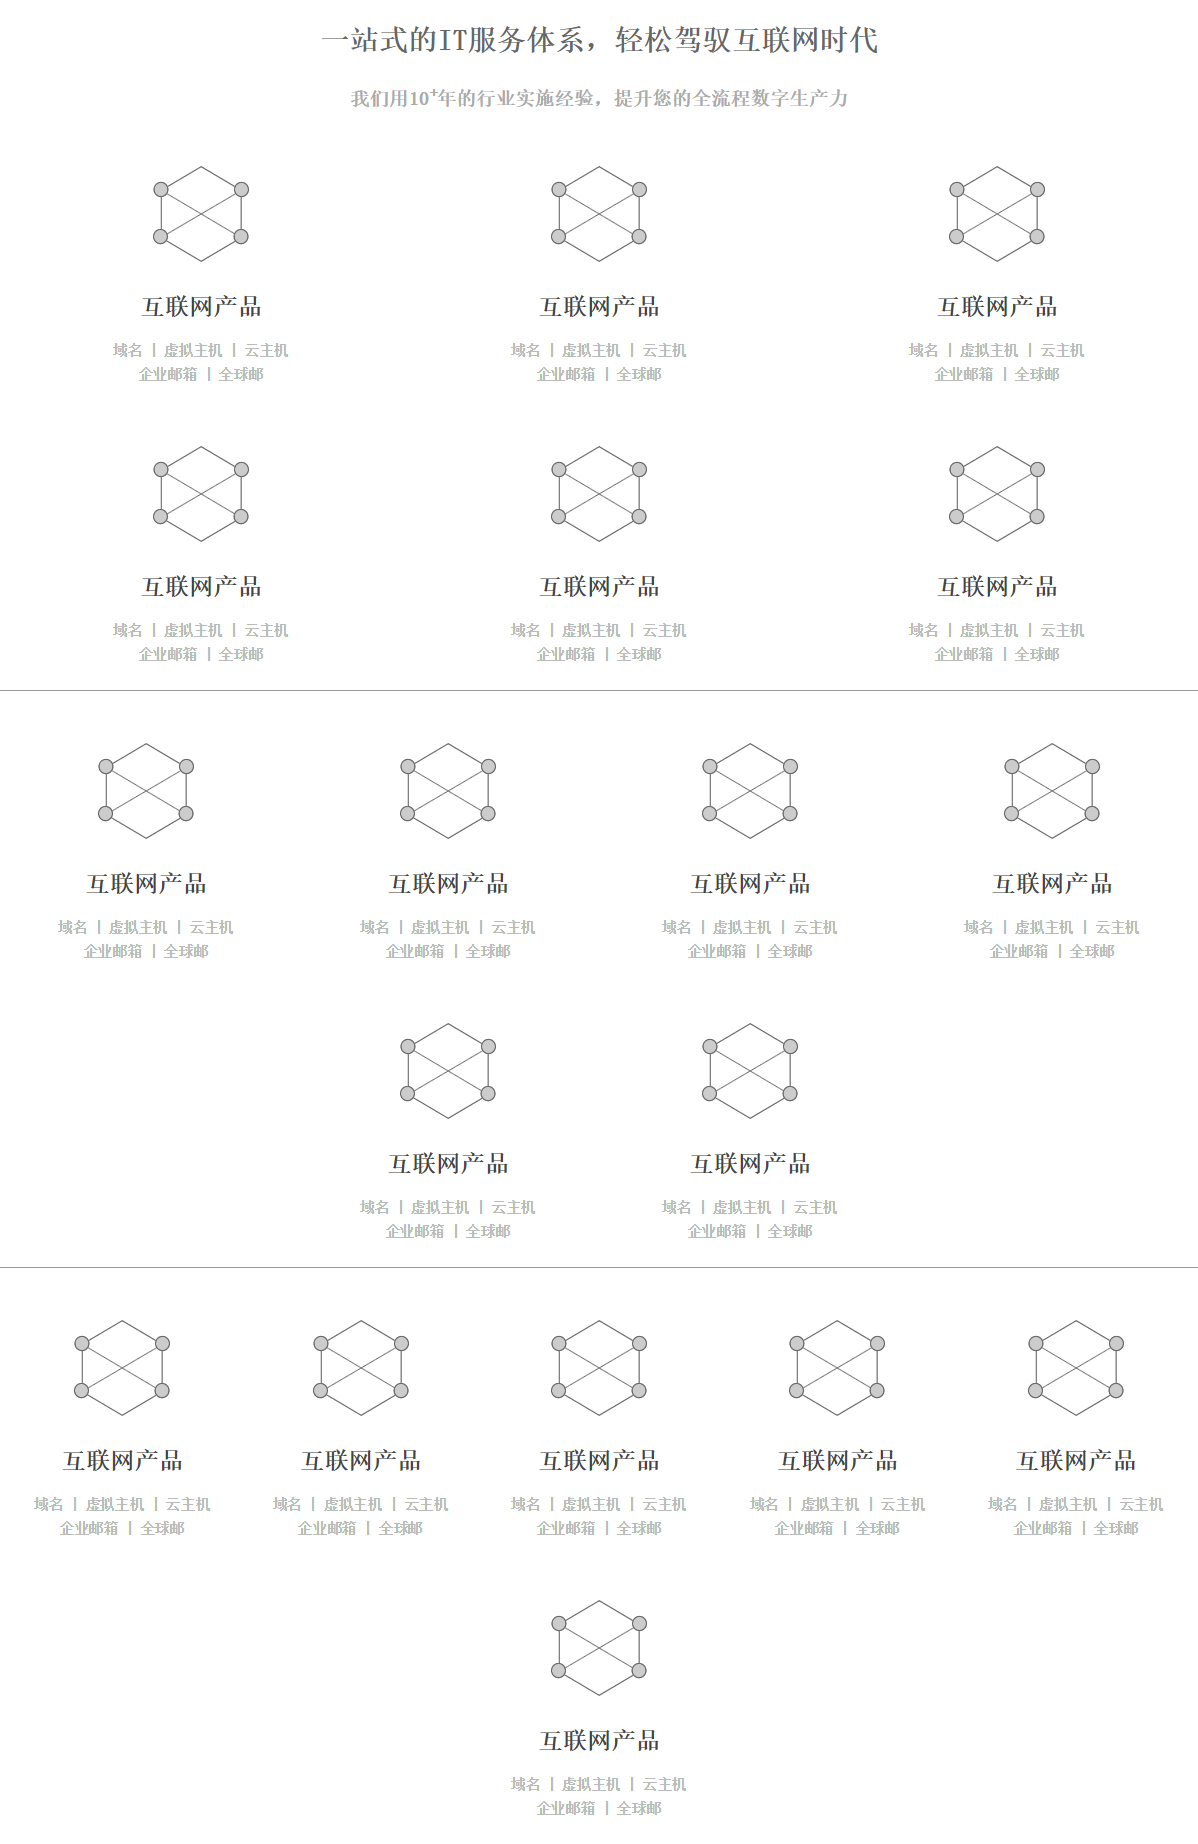 一站式的IT服务体系，轻松驾驭互联网时代
我们用10+年的行业实施经验，提升您的全流程数字生产力
互联网产品 互联网产品 互联网产品
域名 | 虚拟主机 | 云主机 域名 | 虚拟主机 | 云主机 域名 | 虚拟主机 | 云主机
企业邮箱 | 全球邮 企业邮箱 | 全球邮 企业邮箱 | 全球邮
互联网产品 互联网产品 互联网产品
域名 | 虚拟主机 | 云主机 域名 | 虚拟主机 | 云主机 域名 | 虚拟主机 | 云主机
企业邮箱 | 全球邮 企业邮箱 | 全球邮 企业邮箱 | 全球邮
互联网产品 互联网产品 互联网产品 互联网产品
域名 | 虚拟主机 | 云主机 域名 | 虚拟主机 | 云主机 域名 | 虚拟主机 | 云主机 域名 | 虚拟主机 | 云主机
企业邮箱 | 全球邮 企业邮箱 | 全球邮 企业邮箱 | 全球邮 企业邮箱 | 全球邮
互联网产品 互联网产品
域名 | 虚拟主机 | 云主机 域名 | 虚拟主机 | 云主机
企业邮箱 | 全球邮 企业邮箱 | 全球邮
互联网产品 互联网产品 互联网产品 互联网产品 互联网产品
域名 | 虚拟主机 | 云主机 域名 | 虚拟主机 | 云主机 域名 | 虚拟主机 | 云主机 域名 | 虚拟主机 | 云主机 域名 | 虚拟主机 | 云主机
企业邮箱 | 全球邮 企业邮箱 | 全球邮 企业邮箱 | 全球邮 企业邮箱 | 全球邮 企业邮箱 | 全球邮
互联网产品
域名 | 虚拟主机 | 云主机
企业邮箱 | 全球邮